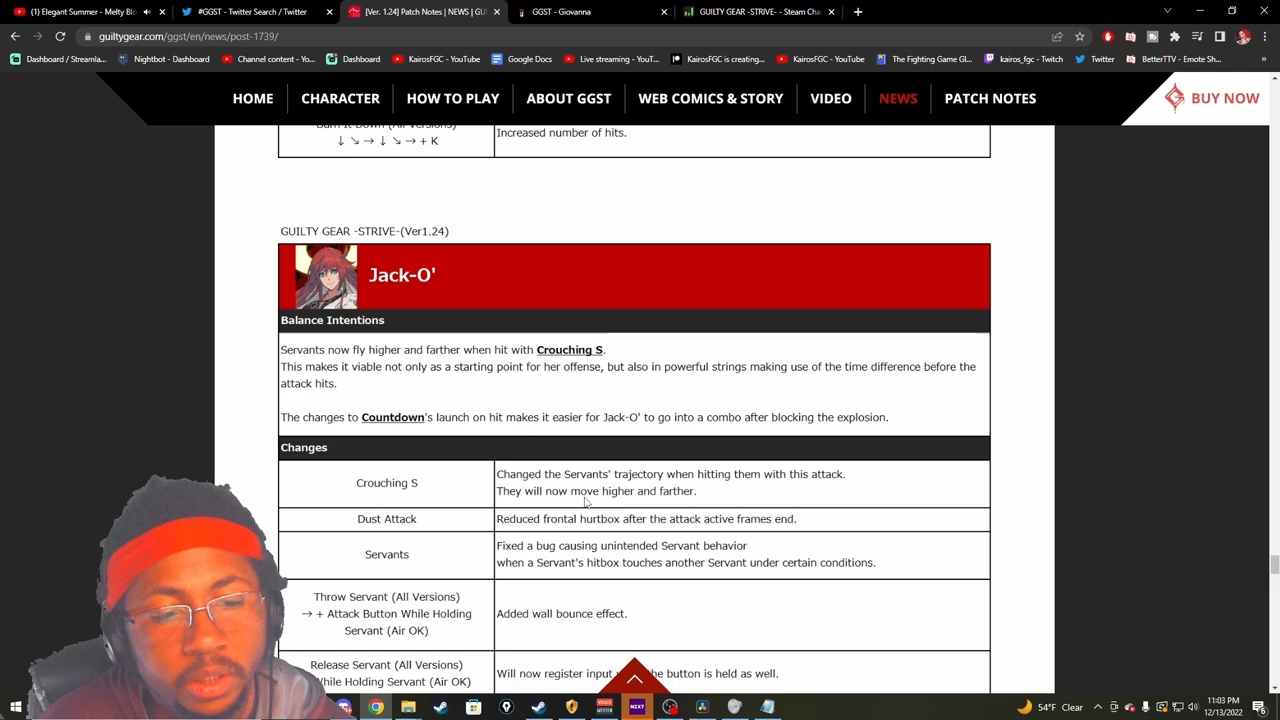 [Elegant Summer - Melty Blo
#GGST - Twitter Search / Twitter
[Ver. 1.24] Patch Notes | NEWS | GU
GGST - Giovanna
GUILTY GEAR -STRIVE- - Steam Cha
guiltygear.com/ggst/en/news/post-1739/
Dashboard / Streamla...
Nightbot - Dashboard
Channel content - Yo...
Dashboard
KairosFGC - YouTube
Google Docs
Live streaming - YouT...
KairosFGC is creating...
KairosFGC - YouTube
The Fighting Game Gl...
kairos_fgc - Twitch
Twitter
BetterTTV - Emote Sh...
HOME
CHARACTER
HOW TO PLAY
ABOUT GGST
WEB COMICS & STORY
VIDEO
NEWS
PATCH NOTES
BUY NOW
Burn It Down (All Versions)
↓ ↘ → ↓ ↘ → + K
Increased number of hits.
GUILTY GEAR -STRIVE-(Ver1.24)
Jack-O'
Balance Intentions
Servants now fly higher and farther when hit with Crouching S.
This makes it viable not only as a starting point for her offense, but also in powerful strings making use of the time difference before the
attack hits.
The changes to Countdown's launch on hit makes it easier for Jack-O' to go into a combo after blocking the explosion.
Changes
Crouching S
Changed the Servants' trajectory when hitting them with this attack.
They will now move higher and farther.
Dust Attack
Reduced frontal hurtbox after the attack active frames end.
Servants
Fixed a bug causing unintended Servant behavior
when a Servant's hitbox touches another Servant under certain conditions.
Throw Servant (All Versions)
→ + Attack Button While Holding
Servant (Air OK)
Added wall bounce effect.
Release Servant (All Versions)
While Holding Servant (Air OK)
Will now register input the button is held as well.
54°F Clear
11:03 PM
12/13/2022